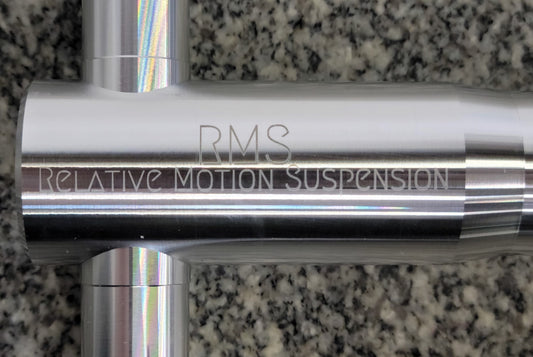 RMS
RELATIVE MOTION SUSPENSION